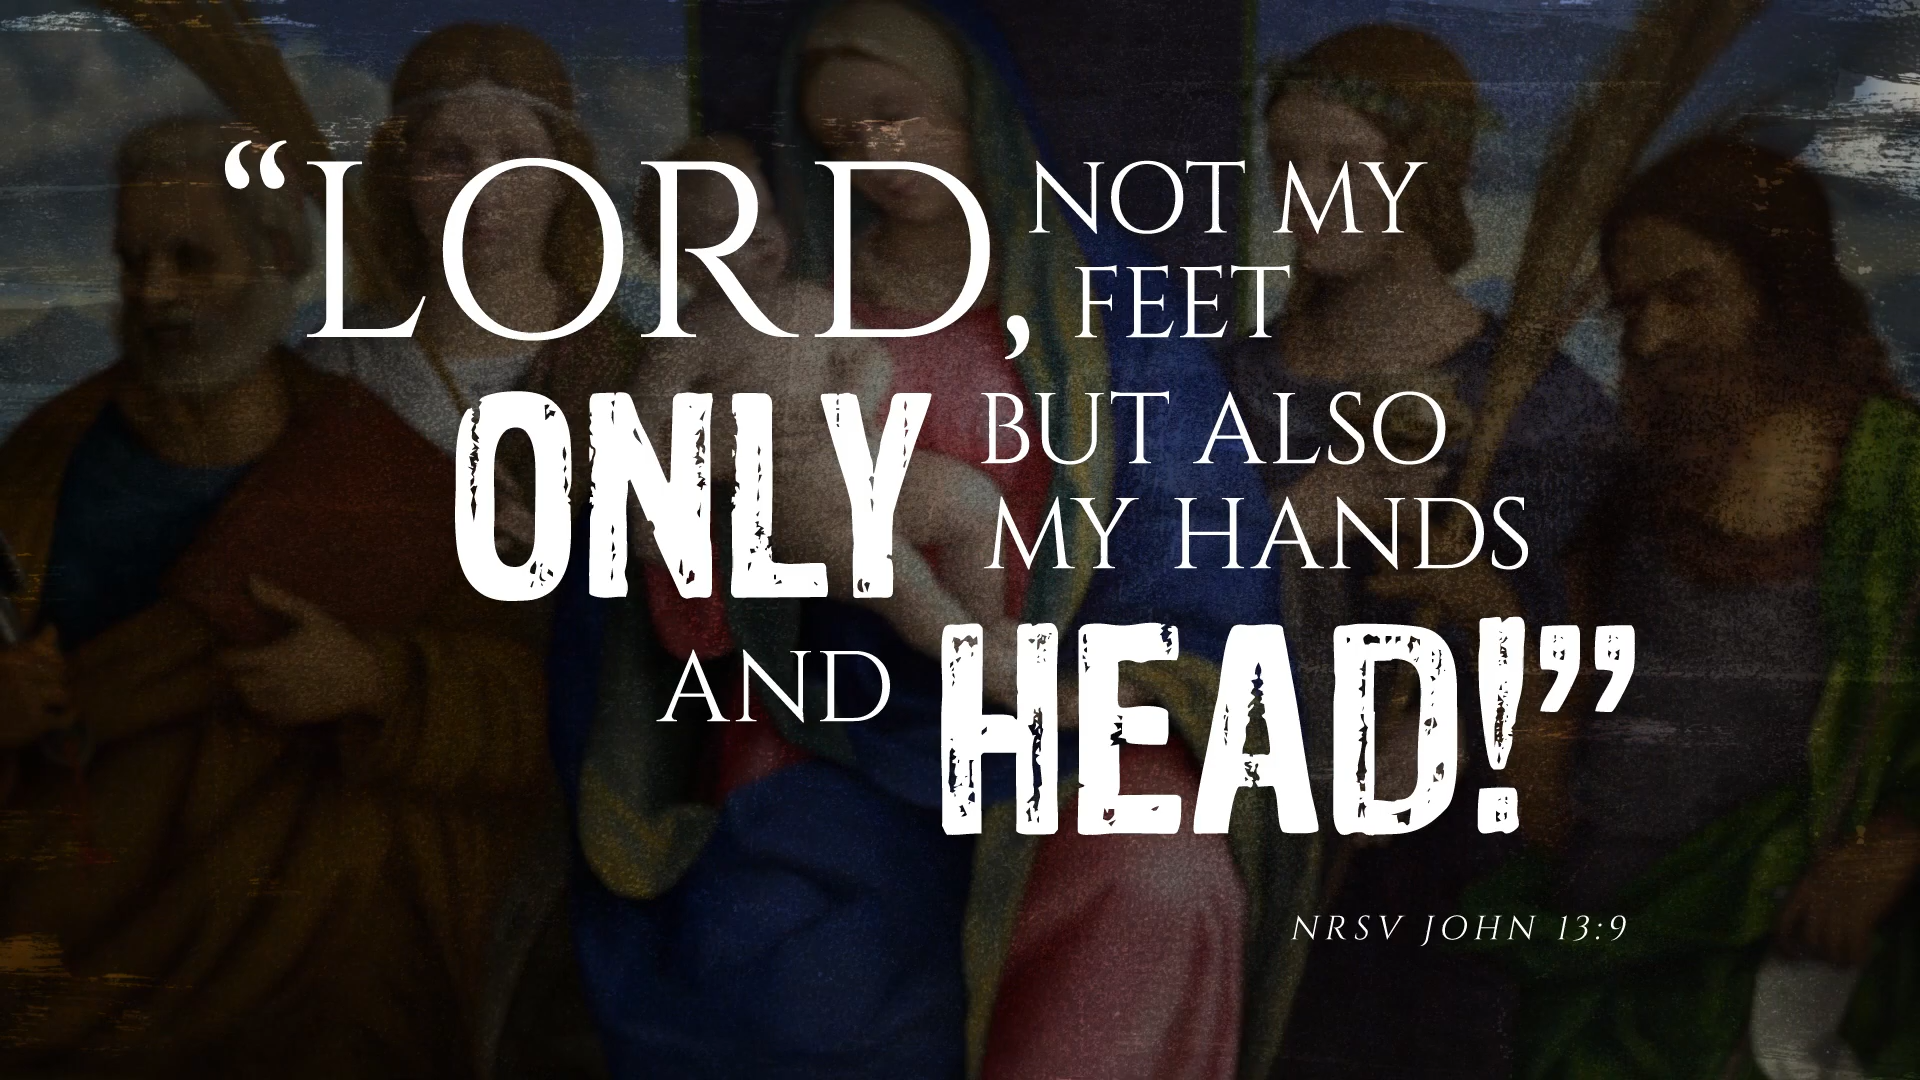 “LORD, NOT MY
FEET
ONLY BUT ALSO
MY HANDS
AND HEAD!”
NRSV JOHN 13:9